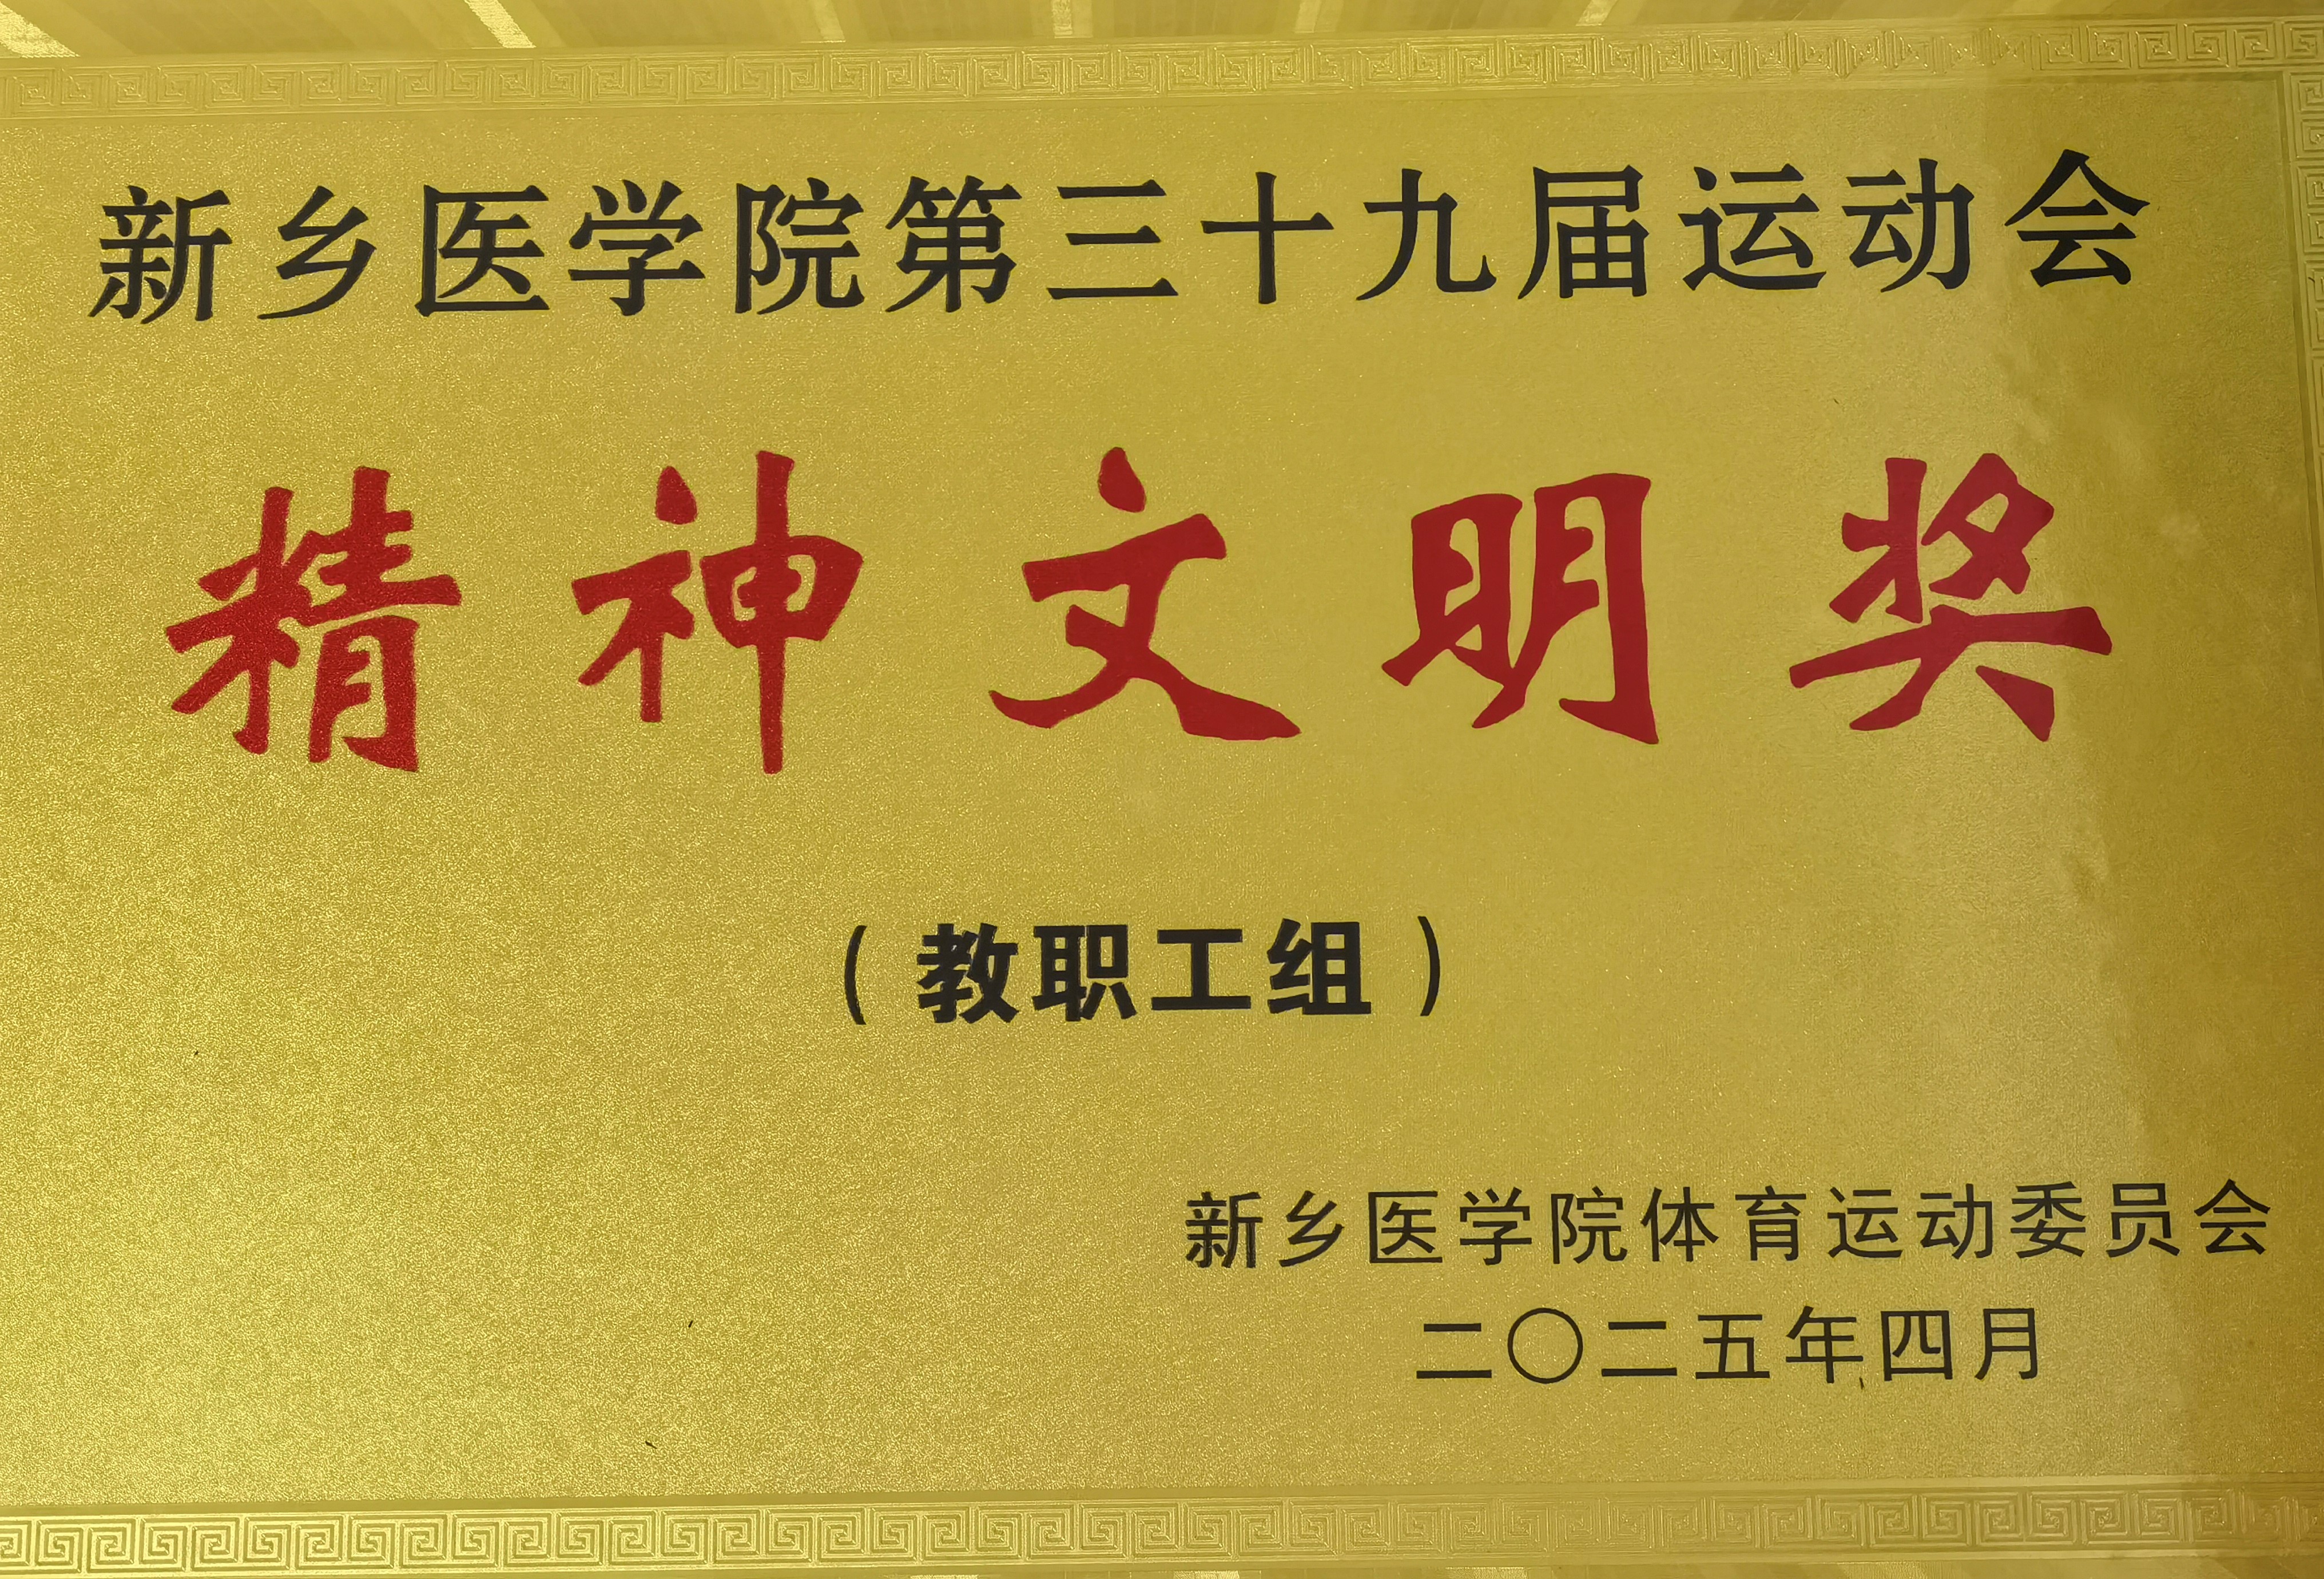 新乡医学院第三十九届运动会
精神文明奖
（教职工组）
新乡医学院体育运动委员会
二〇二五年四月